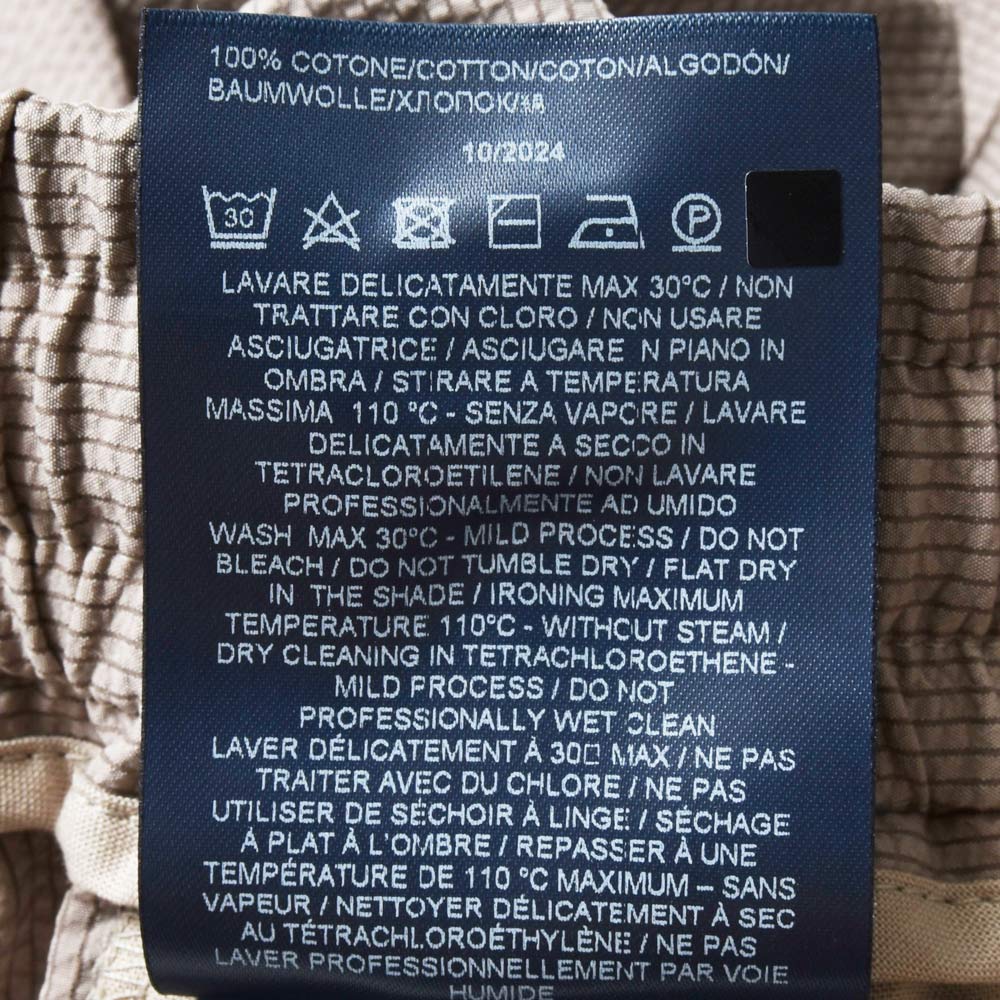 100% COTONE/COTTON/COTON/ALGODÓN/
BAUMWOLLE/ХЛОПОК/綿
10/2024
30 P
LAVARE DELICATAMENTE MAX 30°C / NON
TRATTARE CON CLORO / NON USARE
ASCIUGATRICE / ASCIUGARE IN PIANO IN
OMBRA / STIRARE A TEMPERATURA
MASSIMA 110 °C - SENZA VAPORE / LAVARE
DELICATAMENTE A SECCO IN
TETRACLOROETILENE / NON LAVARE
PROFESSIONALMENTE AD UMIDO
WASH MAX 30°C - MILD PROCESS / DO NOT
BLEACH / DO NOT TUMBLE DRY / FLAT DRY
IN THE SHADE / IRONING MAXIMUM
TEMPERATURE 110°C - WITHOUT STEAM /
DRY CLEANING IN TETRACHLOROETHENE -
MILD PROCESS / DO NOT
PROFESSIONALLY WET CLEAN
LAVER DÉLICATEMENT À 30□ MAX / NE PAS
TRAITER AVEC DU CHLORE / NE PAS
UTILISER DE SÉCHOIR À LINGE / SÉCHAGE
À PLAT À L'OMBRE / REPASSER À UNE
TEMPÉRATURE DE 110 °C MAXIMUM – SANS
VAPEUR / NETTOYER DÉLICATEMENT À SEC
AU TÉTRACHLOROÉTHYLÈNE / NE PAS
LAVER PROFESSIONNELLEMENT PAR VOIE
HUMIDE